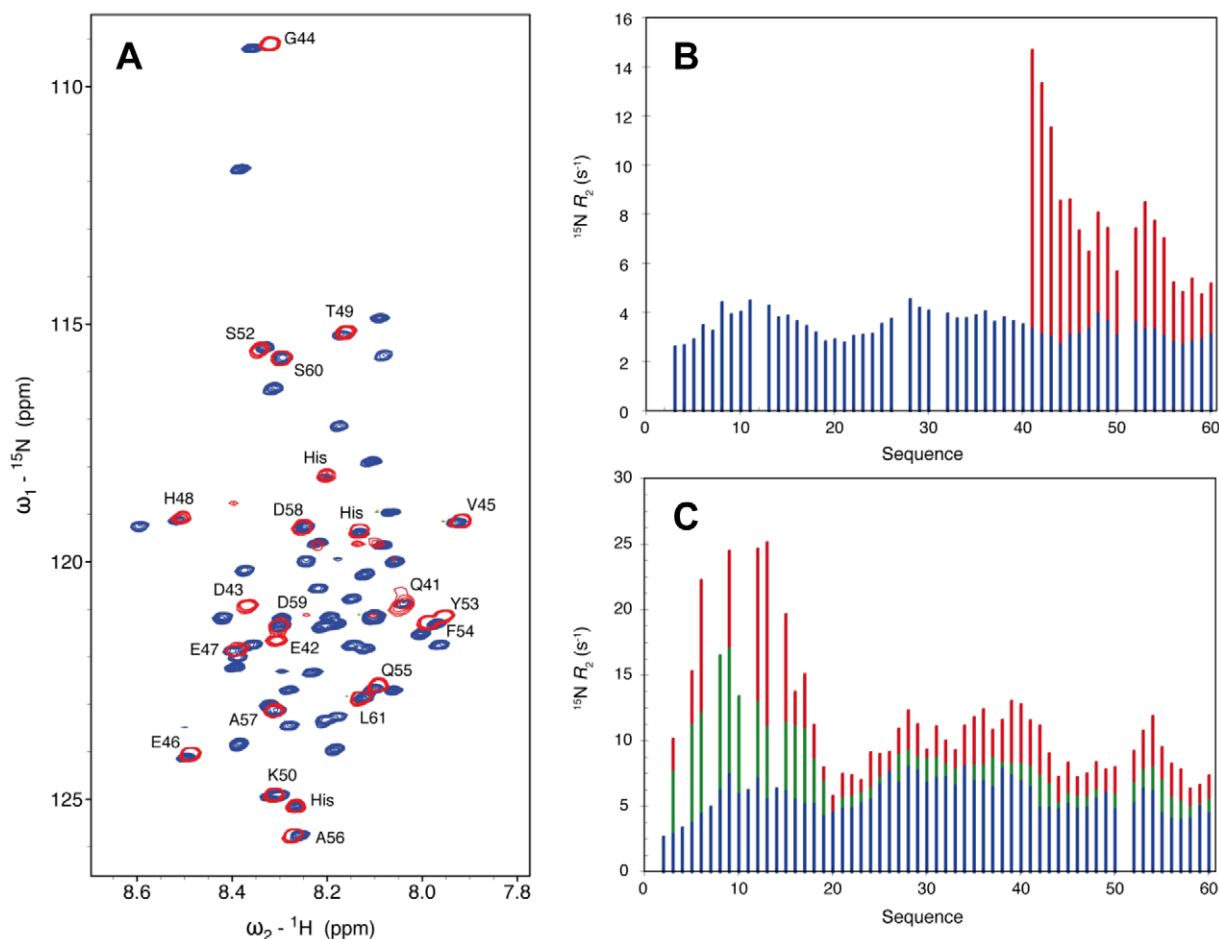 A
G44
110
T49
S52
115
S60
His
H48
D58
His
V45
120
D43
Q41
D59
Y53
F54
E47
E42
Q55
A57
L61
E46
K50
125
His
A56
ω1 - 15N (ppm)
8.6 8.4 8.2 8.0 7.8
ω2 - 1H (ppm)
B
16
14
12
10
8
6
4
2
0
15N R2 (s-1)
0 10 20 30 40 50 60
Sequence
C
30
25
20
15
10
5
0
15N R2 (s-1)
0 10 20 30 40 50 60
Sequence